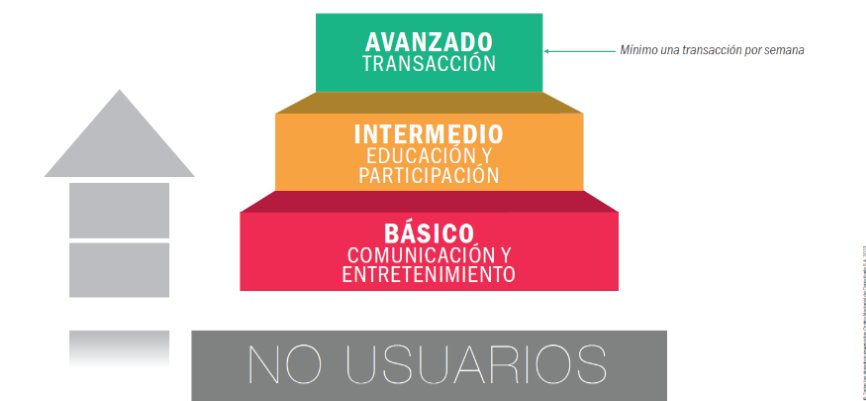 AVANZADO
TRANSACCIÓN
Mínimo una transacción por semana
INTERMEDIO
EDUCACIÓN Y
PARTICIPACIÓN
BÁSICO
COMUNICACIÓN Y
ENTRETENIMIENTO
NO USUARIOS